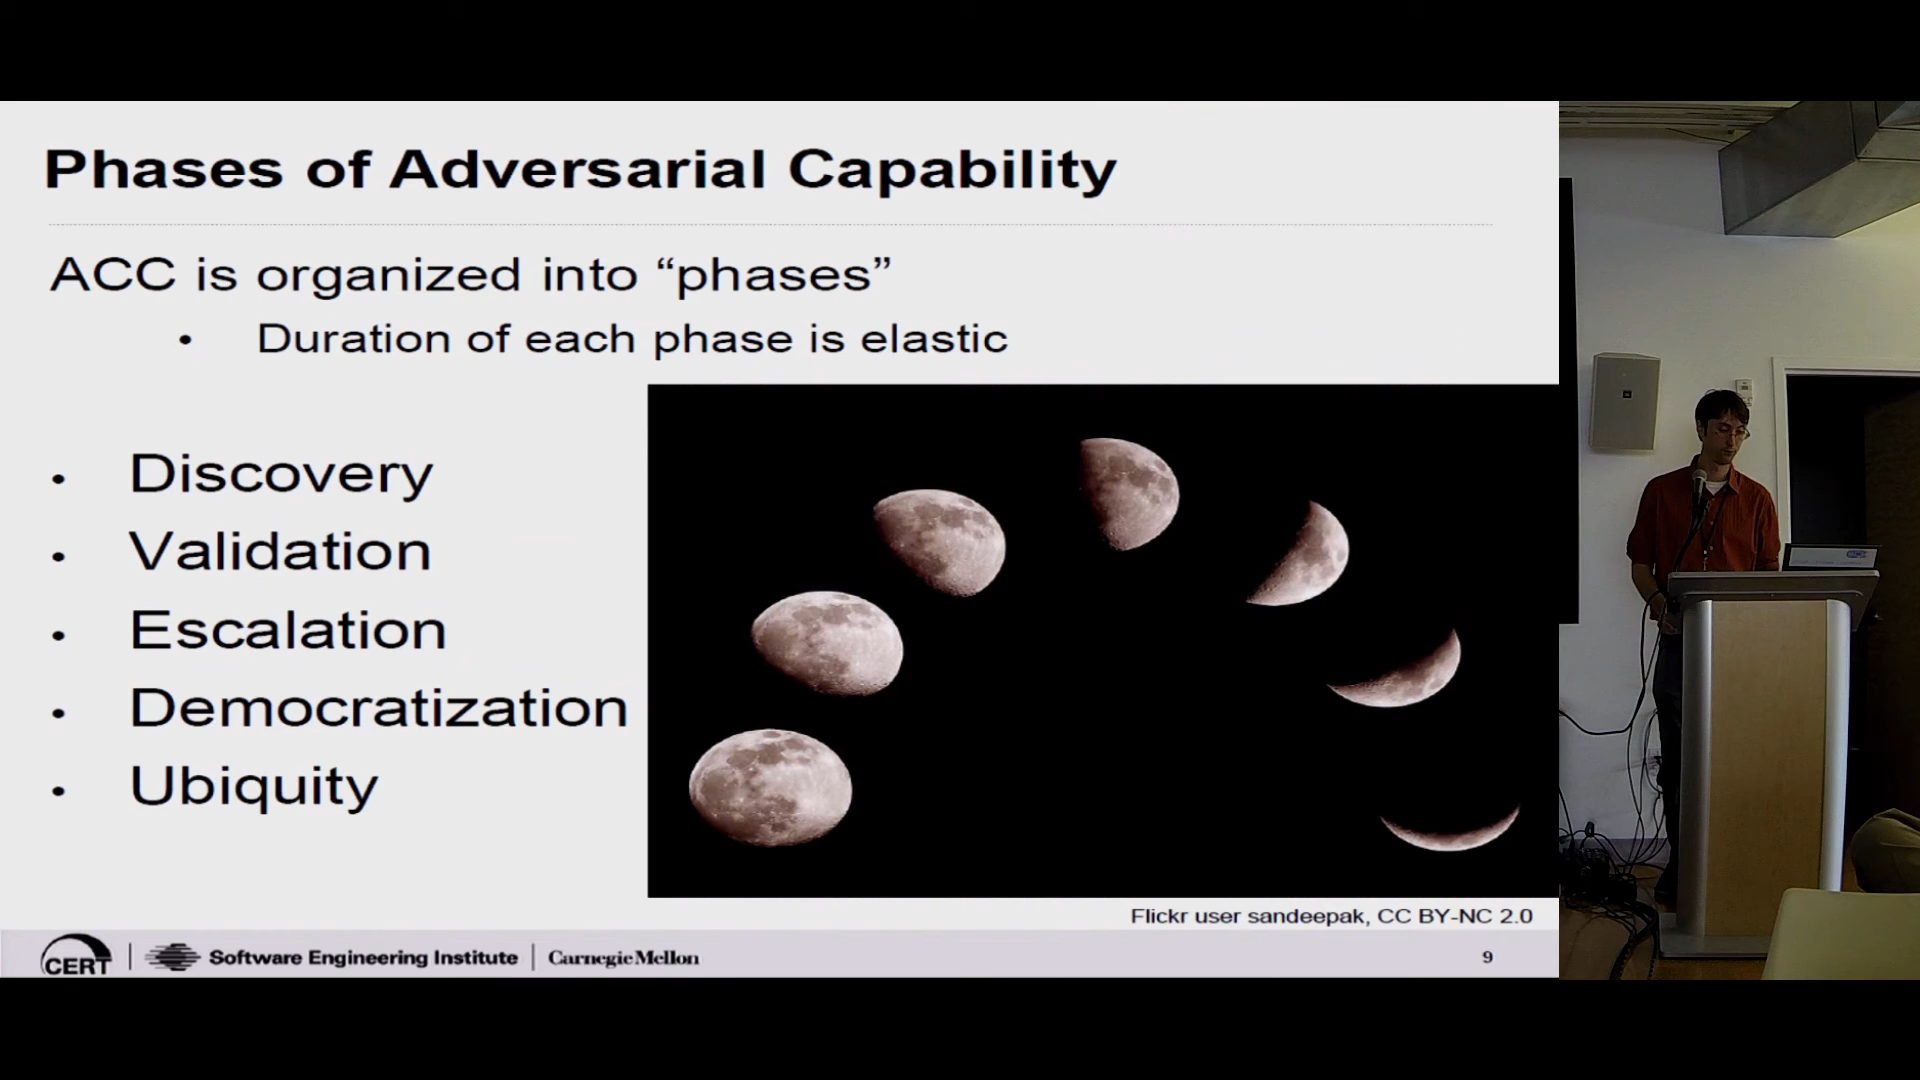 Phases of Adversarial Capability
ACC is organized into “phases”
• Duration of each phase is elastic
• Discovery
• Validation
• Escalation
• Democratization
• Ubiquity
Flickr user sandeepak, CC BY-NC 2.0
CERT | Software Engineering Institute | Carnegie Mellon 9